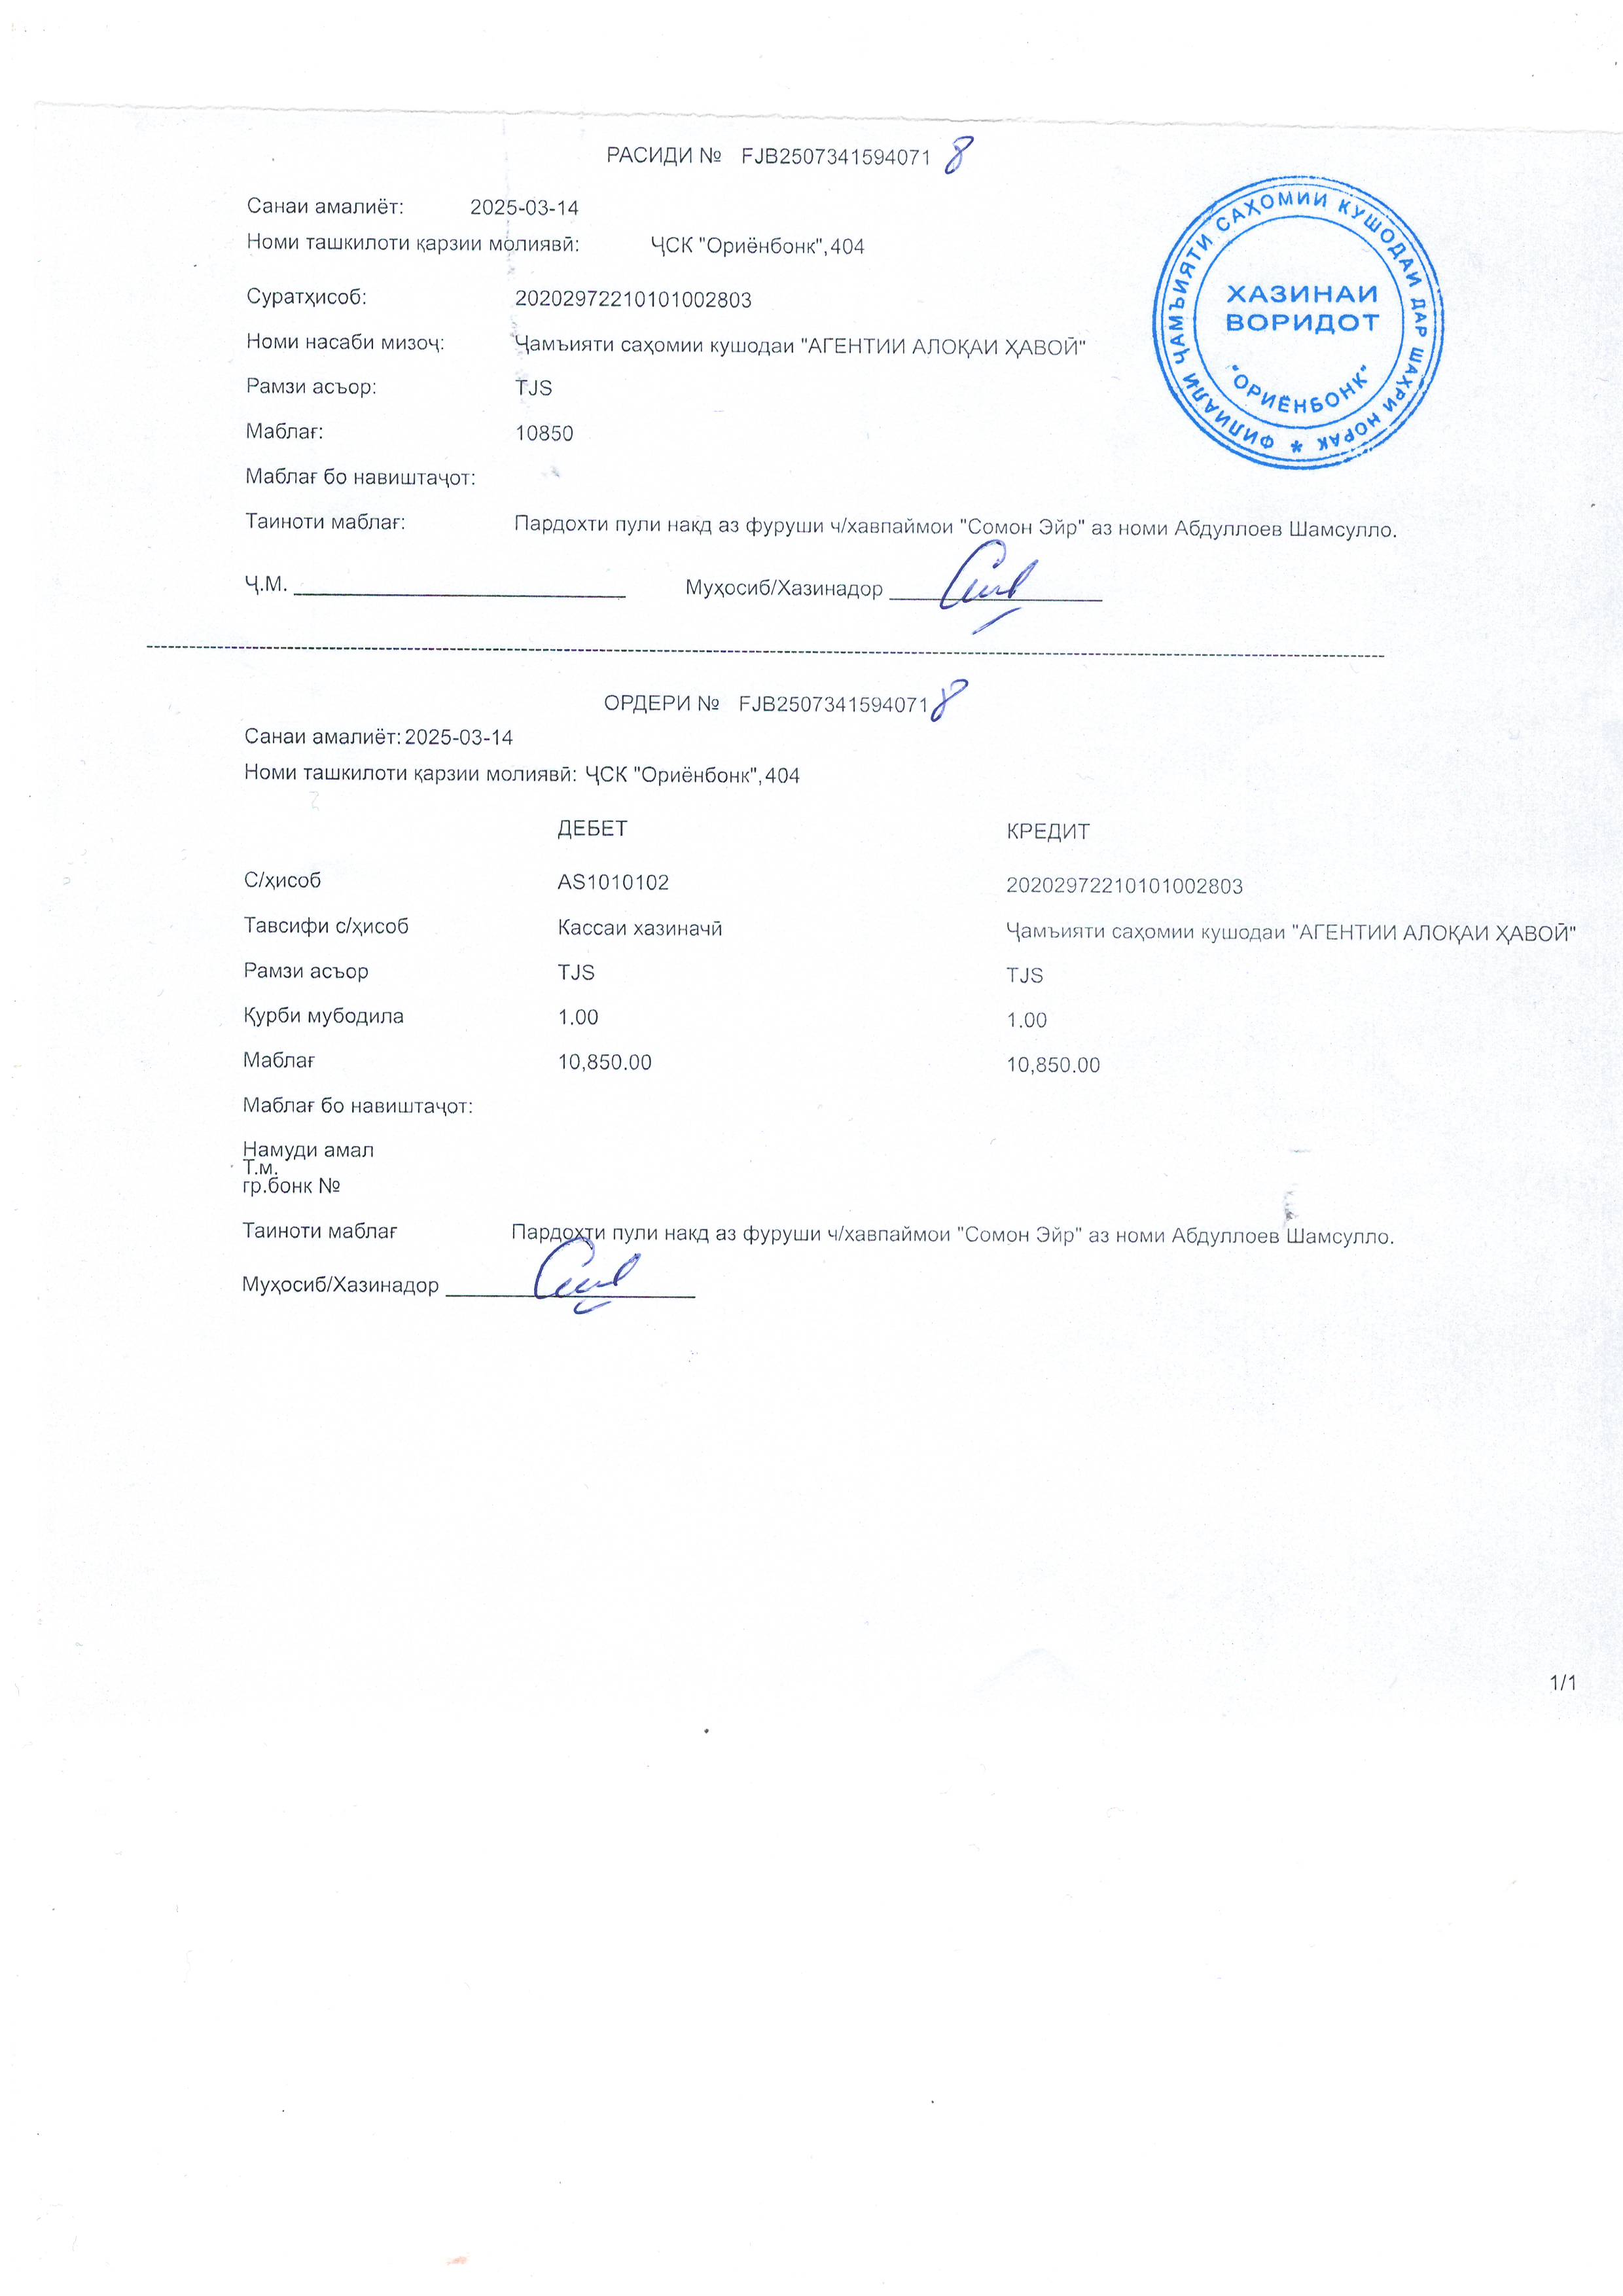 РАСИДИ № FJB2507341594071 8
Санаи амалиёт: 2025-03-14
Номи ташкилоти қарзии молиявӣ: ҶСК "Ориёнбонк",404
Суратҳисоб: 20202972210101002803
Номи насаби мизоҷ: Ҷамъияти саҳомии кушодаи "АГЕНТИИ АЛОҚАИ ҲАВОӢ"
Рамзи асъор: TJS
Маблағ: 10850
Маблағ бо навиштаҷот:
Таиноти маблағ: Пардохти пули накд аз фуруши ч/хавпаймои "Сомон Эйр" аз номи Абдуллоев Шамсулло.
Ҷ.М. Муҳосиб/Хазинадор
ФИЛИАЛИ ҶАМЪИЯТИ САҲОМИИ КУШОДАИ ДАР ШАҲРИ НОРАК *
ХАЗИНАИ
ВОРИДОТ
"ОРИЁНБОНК"
ОРДЕРИ № FJB2507341594071 8
Санаи амалиёт: 2025-03-14
Номи ташкилоти қарзии молиявӣ: ҶСК "Ориёнбонк",404
ДЕБЕТ КРЕДИТ
С/ҳисоб AS1010102 20202972210101002803
Тавсифи с/ҳисоб Кассаи хазиначӣ Ҷамъияти саҳомии кушодаи "АГЕНТИИ АЛОҚАИ ҲАВОӢ"
Рамзи асъор TJS TJS
Қурби мубодила 1.00 1.00
Маблағ 10,850.00 10,850.00
Маблағ бо навиштаҷот:
Намуди амал
Т.м.
гр.бонк №
Таиноти маблағ Пардохти пули накд аз фуруши ч/хавпаймои "Сомон Эйр" аз номи Абдуллоев Шамсулло.
Муҳосиб/Хазинадор
1/1